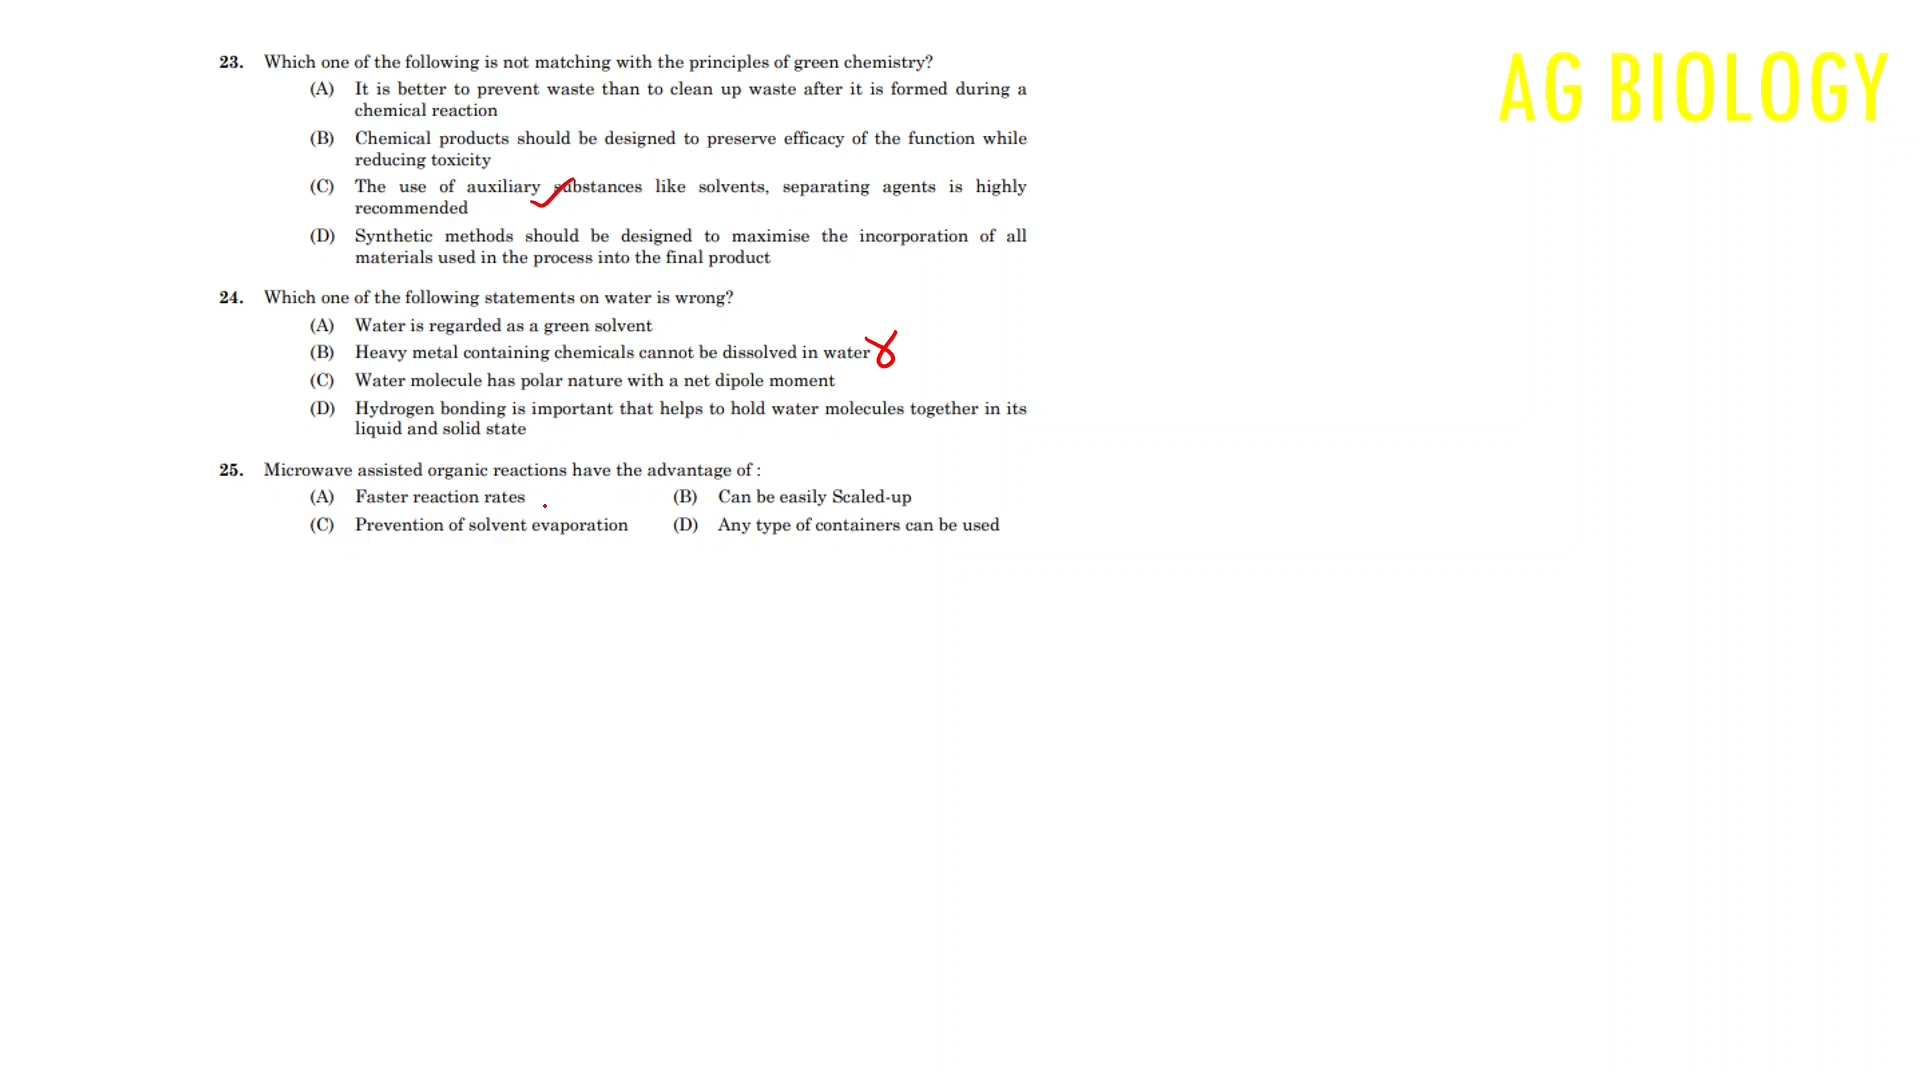 AG BIOLOGY
23. Which one of the following is not matching with the principles of green chemistry?
(A) It is better to prevent waste than to clean up waste after it is formed during a
chemical reaction
(B) Chemical products should be designed to preserve efficacy of the function while
reducing toxicity
(C) The use of auxiliary substances like solvents, separating agents is highly
recommended
(D) Synthetic methods should be designed to maximise the incorporation of all
materials used in the process into the final product
24. Which one of the following statements on water is wrong?
(A) Water is regarded as a green solvent
(B) Heavy metal containing chemicals cannot be dissolved in water
(C) Water molecule has polar nature with a net dipole moment
(D) Hydrogen bonding is important that helps to hold water molecules together in its
liquid and solid state
25. Microwave assisted organic reactions have the advantage of :
(A) Faster reaction rates (B) Can be easily Scaled-up
(C) Prevention of solvent evaporation (D) Any type of containers can be used